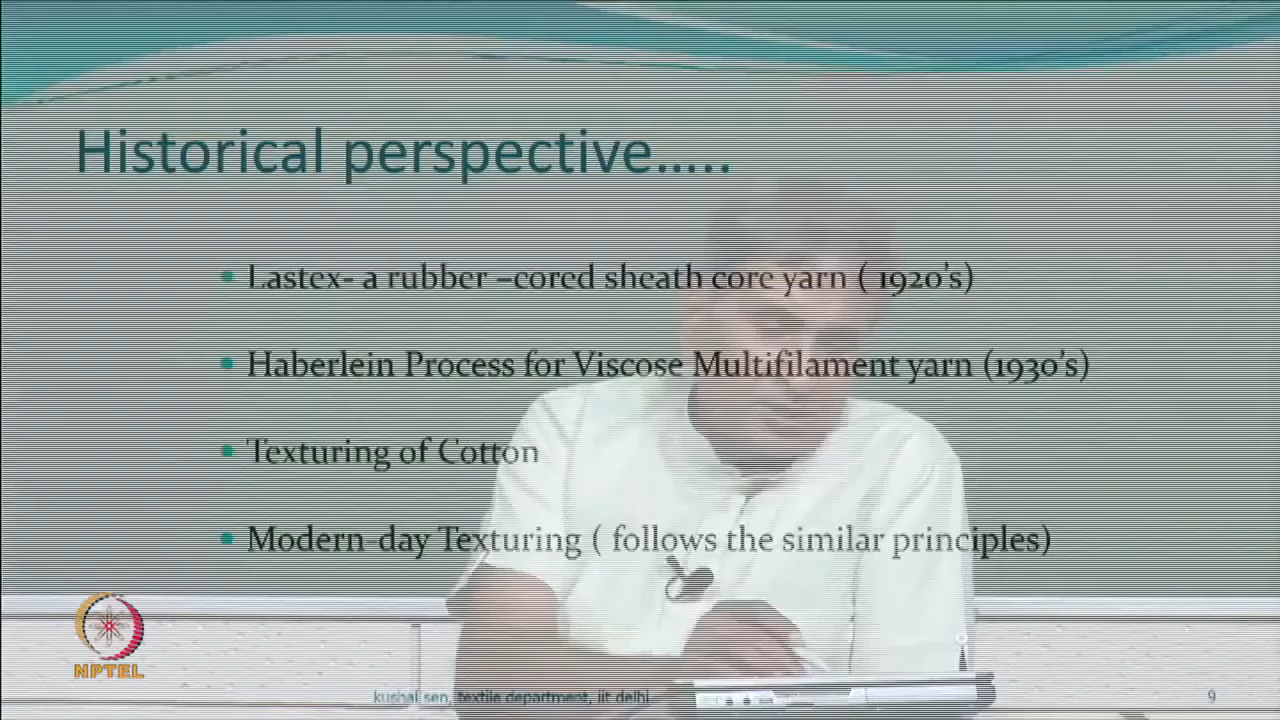 Historical perspective.....
Lastex- a rubber –cored sheath core yarn ( 1920's)
Haberlein Process for Viscose Multifilament yarn (1930's)
Texturing of Cotton
Modern-day Texturing ( follows the similar principles)
NPTEL
kushal sen, textile department, iit delhi
9